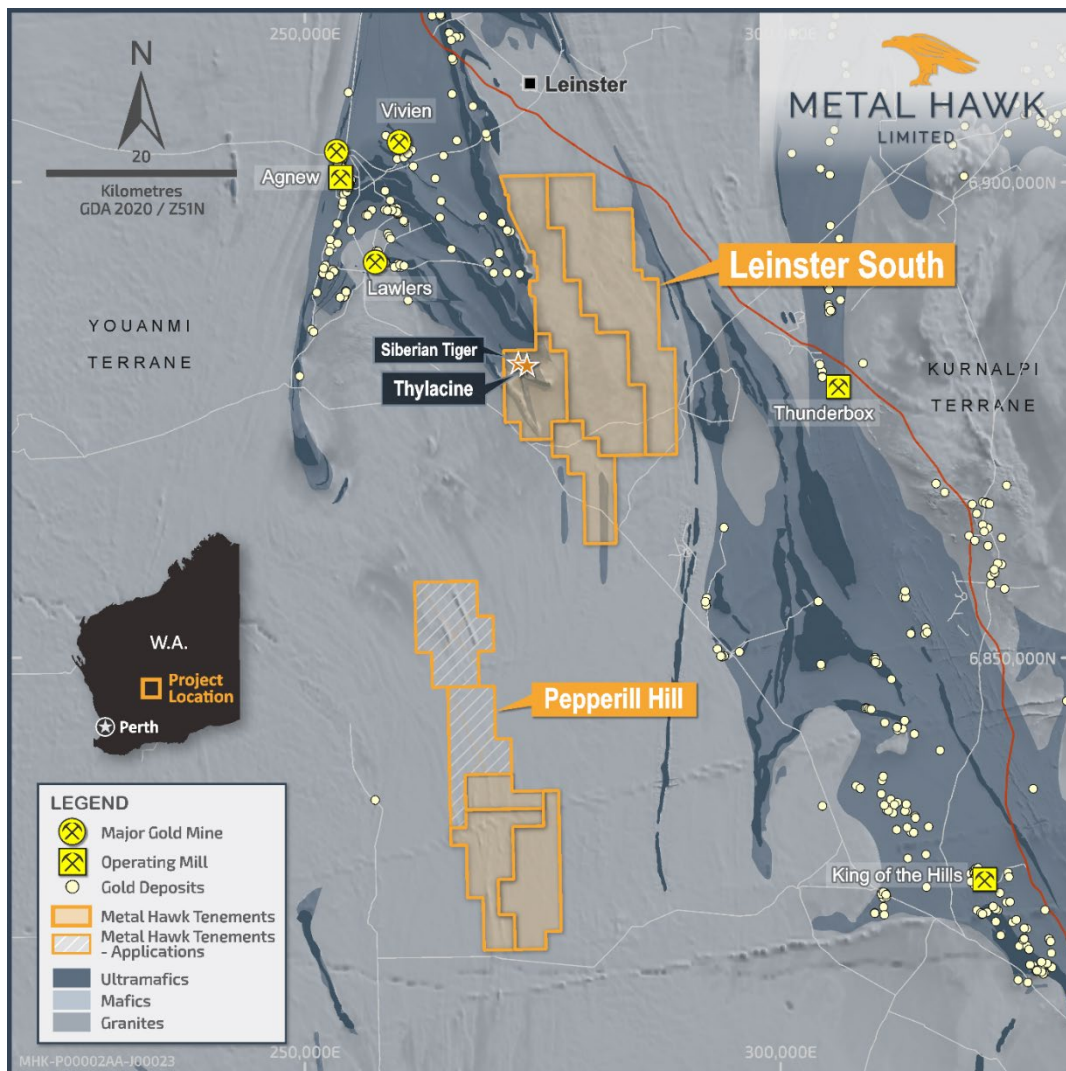 250,000E
300,000E
METAL HAWK
LIMITED
N
20
Kilometres
GDA 2020 / Z51N
Leinster
Vivien
Agnew
6,900,000N
Lawlers
Leinster South
YOUANMI
TERRANE
Siberian Tiger
Thylacine
KURNALPI
TERRANE
Thunderbox
W.A.
Project
Location
Perth
6,850,000N
Pepperill Hill
LEGEND
Major Gold Mine
Operating Mill
Gold Deposits
Metal Hawk Tenements
Metal Hawk Tenements
- Applications
Ultramafics
Mafics
Granites
King of the Hills
MHK-P00002AA-J00023
250,000E
300,000E